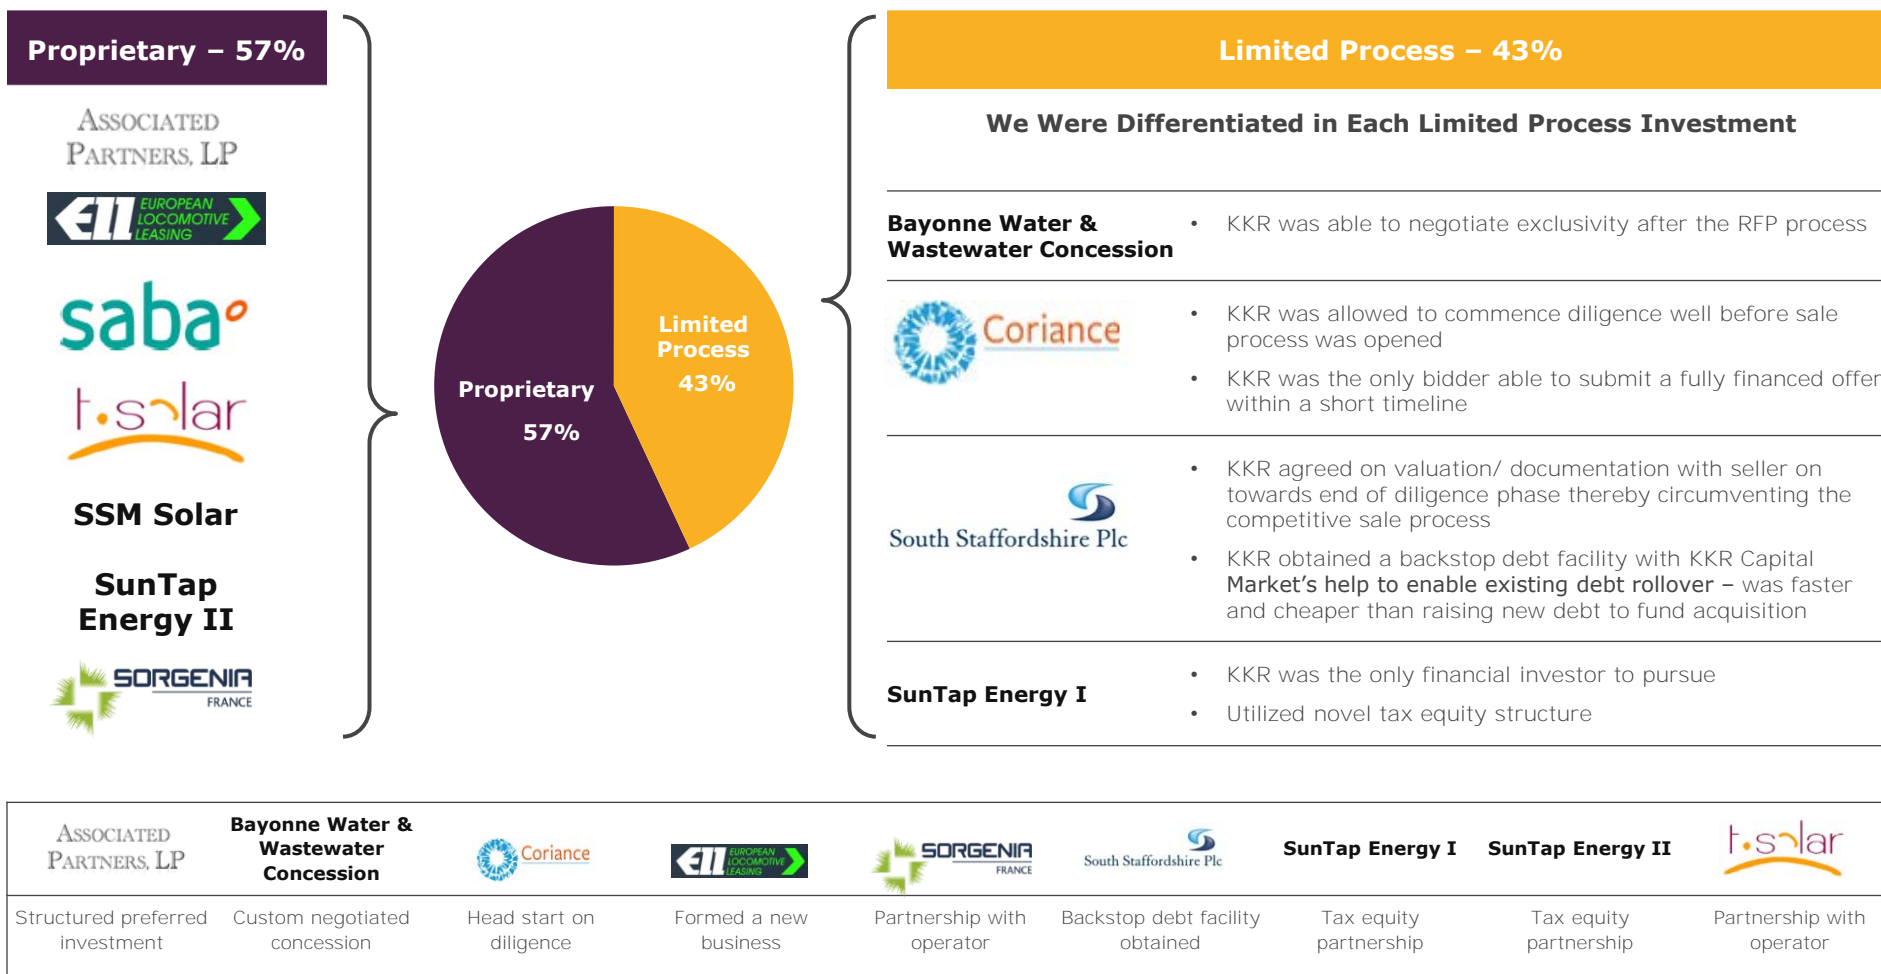 Proprietary – 57%
ASSOCIATED
PARTNERS, LP
ELL EUROPEAN
LOCOMOTIVE
LEASING
saba
t·solar
SSM Solar
SunTap
Energy II
SORGENIA
FRANCE
Proprietary
57%
Limited
Process
43%
Limited Process – 43%
We Were Differentiated in Each Limited Process Investment
Bayonne Water &
Wastewater Concession
• KKR was able to negotiate exclusivity after the RFP process
Coriance
• KKR was allowed to commence diligence well before sale
process was opened
• KKR was the only bidder able to submit a fully financed offer
within a short timeline
South Staffordshire Plc
• KKR agreed on valuation/ documentation with seller on
towards end of diligence phase thereby circumventing the
competitive sale process
• KKR obtained a backstop debt facility with KKR Capital
Market’s help to enable existing debt rollover – was faster
and cheaper than raising new debt to fund acquisition
SunTap Energy I
• KKR was the only financial investor to pursue
• Utilized novel tax equity structure
ASSOCIATED
PARTNERS, LP
Structured preferred
investment
Bayonne Water &
Wastewater
Concession
Custom negotiated
concession
Coriance
Head start on
diligence
ELL EUROPEAN
LOCOMOTIVE
LEASING
Formed a new
business
SORGENIA
FRANCE
Partnership with
operator
South Staffordshire Plc
Backstop debt facility
obtained
SunTap Energy I
Tax equity
partnership
SunTap Energy II
Tax equity
partnership
t·solar
Partnership with
operator